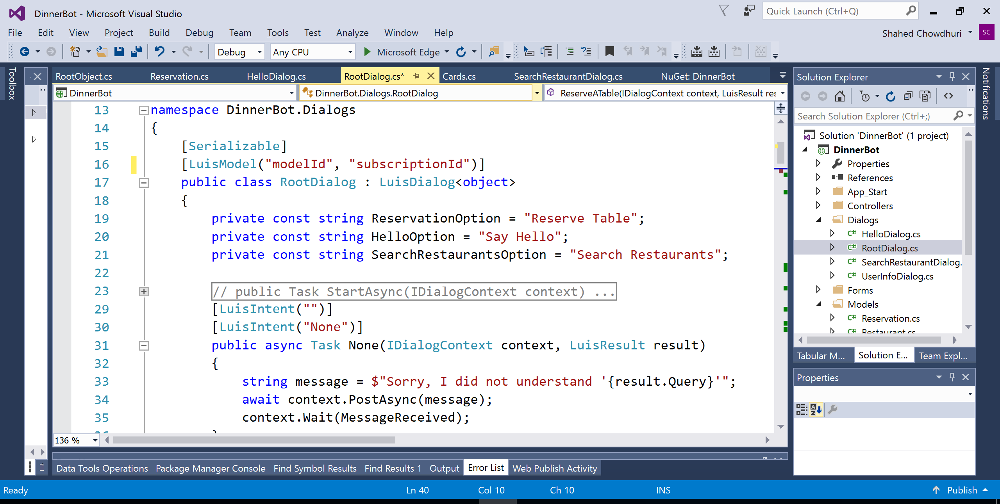 DinnerBot - Microsoft Visual Studio
Quick Launch (Ctrl+Q)
File Edit View Project Build Debug Team Tools Test Analyze Window Help
Shahed Chowdhuri
SC
Debug Any CPU Microsoft Edge
Toolbox
RootObject.cs Reservation.cs HelloDialog.cs RootDialog.cs* Cards.cs SearchRestaurantDialog.cs NuGet: DinnerBot
DinnerBot DinnerBot.Dialogs.RootDialog ReserveATable(IDialogContext context, LuisResult res
13 namespace DinnerBot.Dialogs
14 {
15 [Serializable]
16 [LuisModel("modelId", "subscriptionId")]
17 public class RootDialog : LuisDialog<object>
18 {
19 private const string ReservationOption = "Reserve Table";
20 private const string HelloOption = "Say Hello";
21 private const string SearchRestaurantsOption = "Search Restaurants";
22
23 // public Task StartAsync(IDialogContext context) ...
29 [LuisIntent("")]
30 [LuisIntent("None")]
31 public async Task None(IDialogContext context, LuisResult result)
32 {
33 string message = $"Sorry, I did not understand '{result.Query}'";
34 await context.PostAsync(message);
35 context.Wait(MessageReceived);
136 %
Solution Explorer
Search Solution Explorer (Ctrl+;)
Solution 'DinnerBot' (1 project)
DinnerBot
Properties
References
App_Start
Controllers
Dialogs
C# HelloDialog.cs
C# RootDialog.cs
C# SearchRestaurantDialog.
C# UserInfoDialog.cs
Forms
Models
C# Reservation.cs
C# Restaurant.cs
Tabular M... Solution E... Team Expl...
Properties
Notifications
Data Tools Operations Package Manager Console Find Symbol Results Find Results 1 Output Error List Web Publish Activity
Ready Ln 40 Col 10 Ch 10 INS Publish